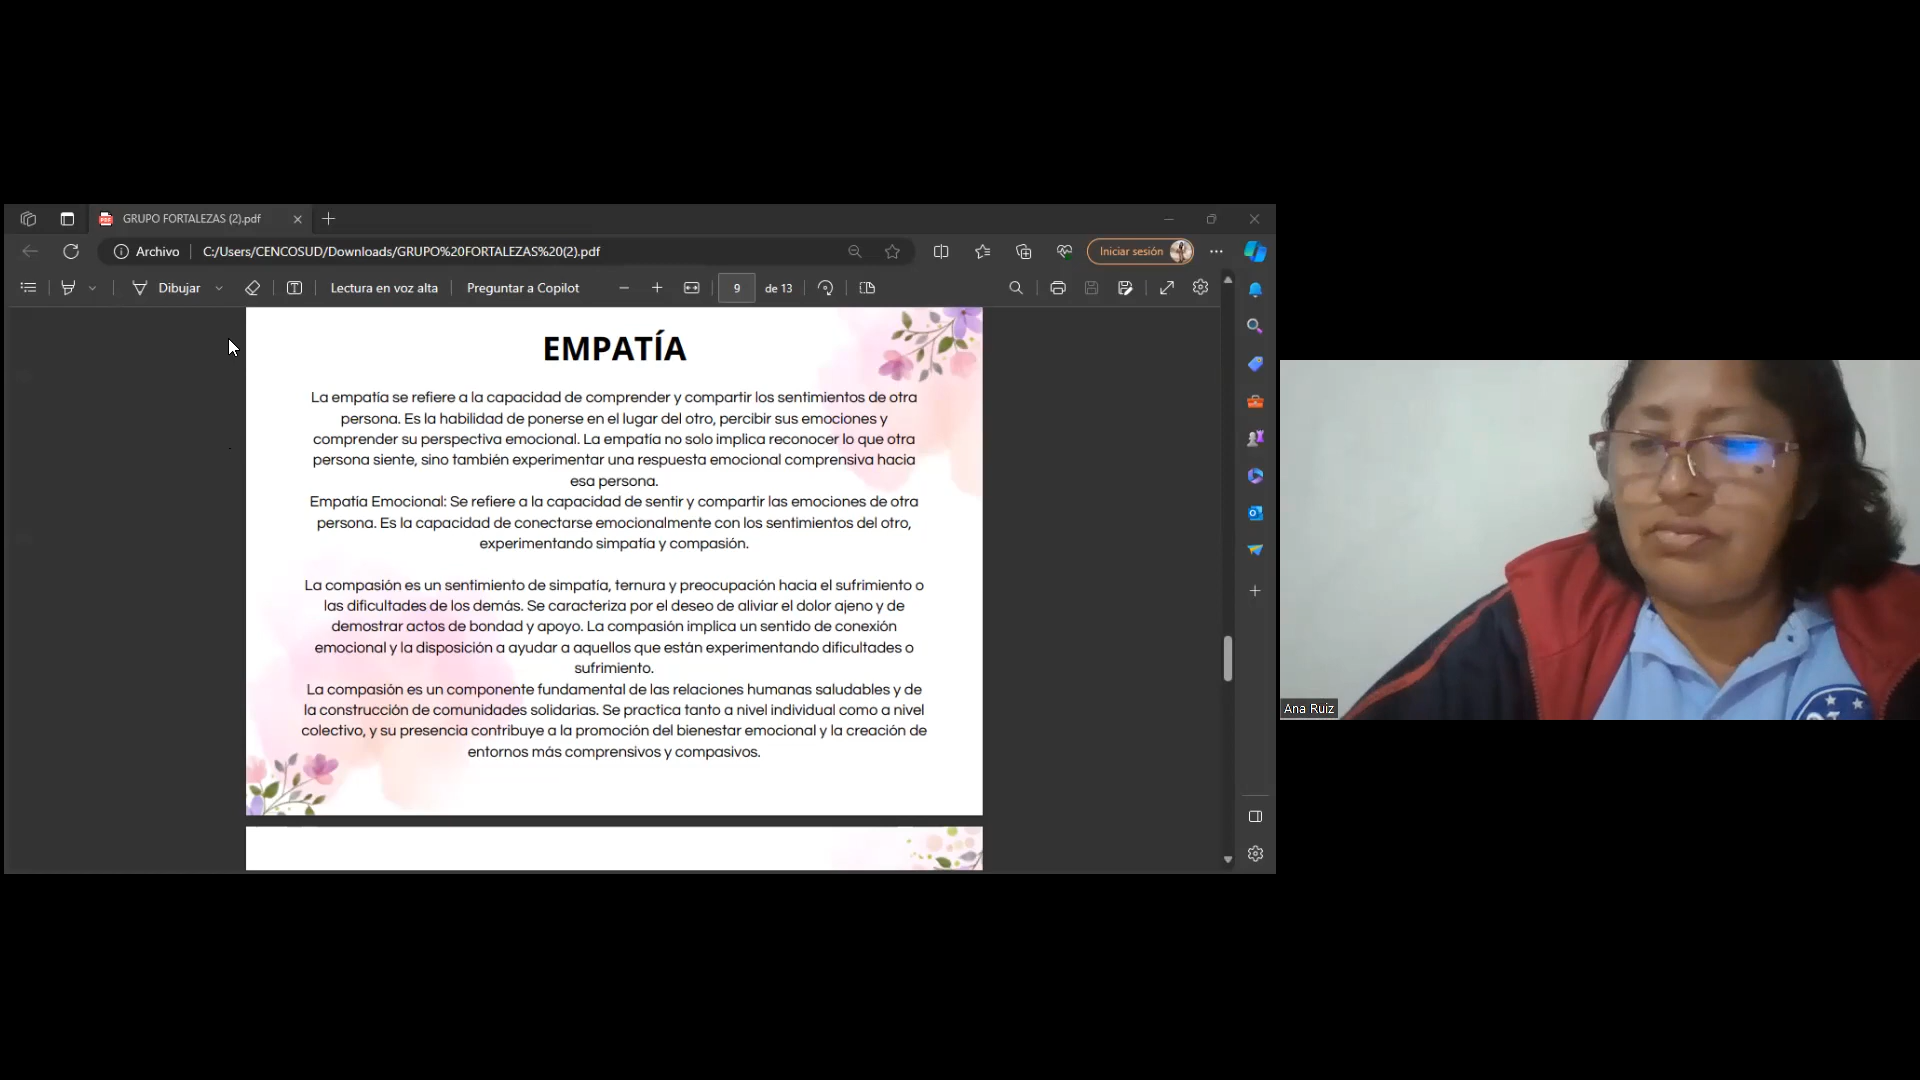 GRUPO FORTALEZAS (2).pdf
Archivo
C:/Users/CENCOSUD/Downloads/GRUPO%20FORTALEZAS%20(2).pdf
Iniciar sesión
Dibujar
Lectura en voz alta
Preguntar a Copilot
9
de 13
EMPATÍA
La empatía se refiere a la capacidad de comprender y compartir los sentimientos de otra
persona. Es la habilidad de ponerse en el lugar del otro, percibir sus emociones y
comprender su perspectiva emocional. La empatía no solo implica reconocer lo que otra
persona siente, sino también experimentar una respuesta emocional comprensiva hacia
esa persona.
Empatía Emocional: Se refiere a la capacidad de sentir y compartir las emociones de otra
persona. Es la capacidad de conectarse emocionalmente con los sentimientos del otro,
experimentando simpatía y compasión.
La compasión es un sentimiento de simpatía, ternura y preocupación hacia el sufrimiento o
las dificultades de los demás. Se caracteriza por el deseo de aliviar el dolor ajeno y de
demostrar actos de bondad y apoyo. La compasión implica un sentido de conexión
emocional y la disposición a ayudar a aquellos que están experimentando dificultades o
sufrimiento.
La compasión es un componente fundamental de las relaciones humanas saludables y de
la construcción de comunidades solidarias. Se practica tanto a nivel individual como a nivel
colectivo, y su presencia contribuye a la promoción del bienestar emocional y la creación de
entornos más comprensivos y compasivos.
Ana Ruiz